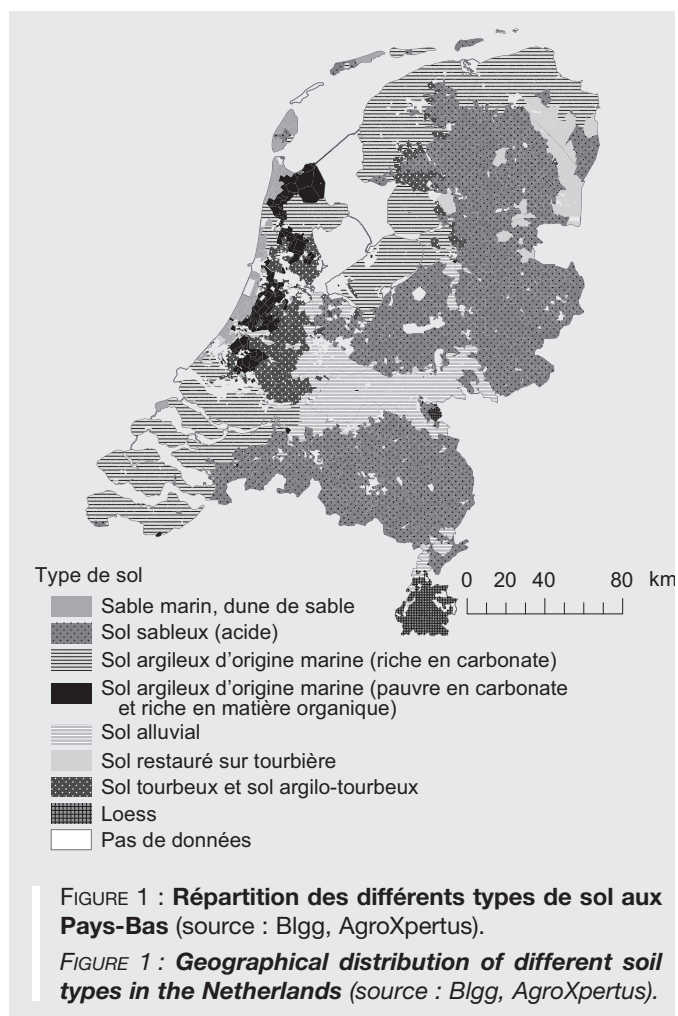 Type de sol
0 20 40 80 km
Sable marin, dune de sable
Sol sableux (acide)
Sol argileux d'origine marine (riche en carbonate)
Sol argileux d'origine marine (pauvre en carbonate
et riche en matière organique)
Sol alluvial
Sol restauré sur tourbière
Sol tourbeux et sol argilo-tourbeux
Loess
Pas de données
FIGURE 1 : Répartition des différents types de sol aux
Pays-Bas (source : Blgg, AgroXpertus).
FIGURE 1 : Geographical distribution of different soil
types in the Netherlands (source : Blgg, AgroXpertus).